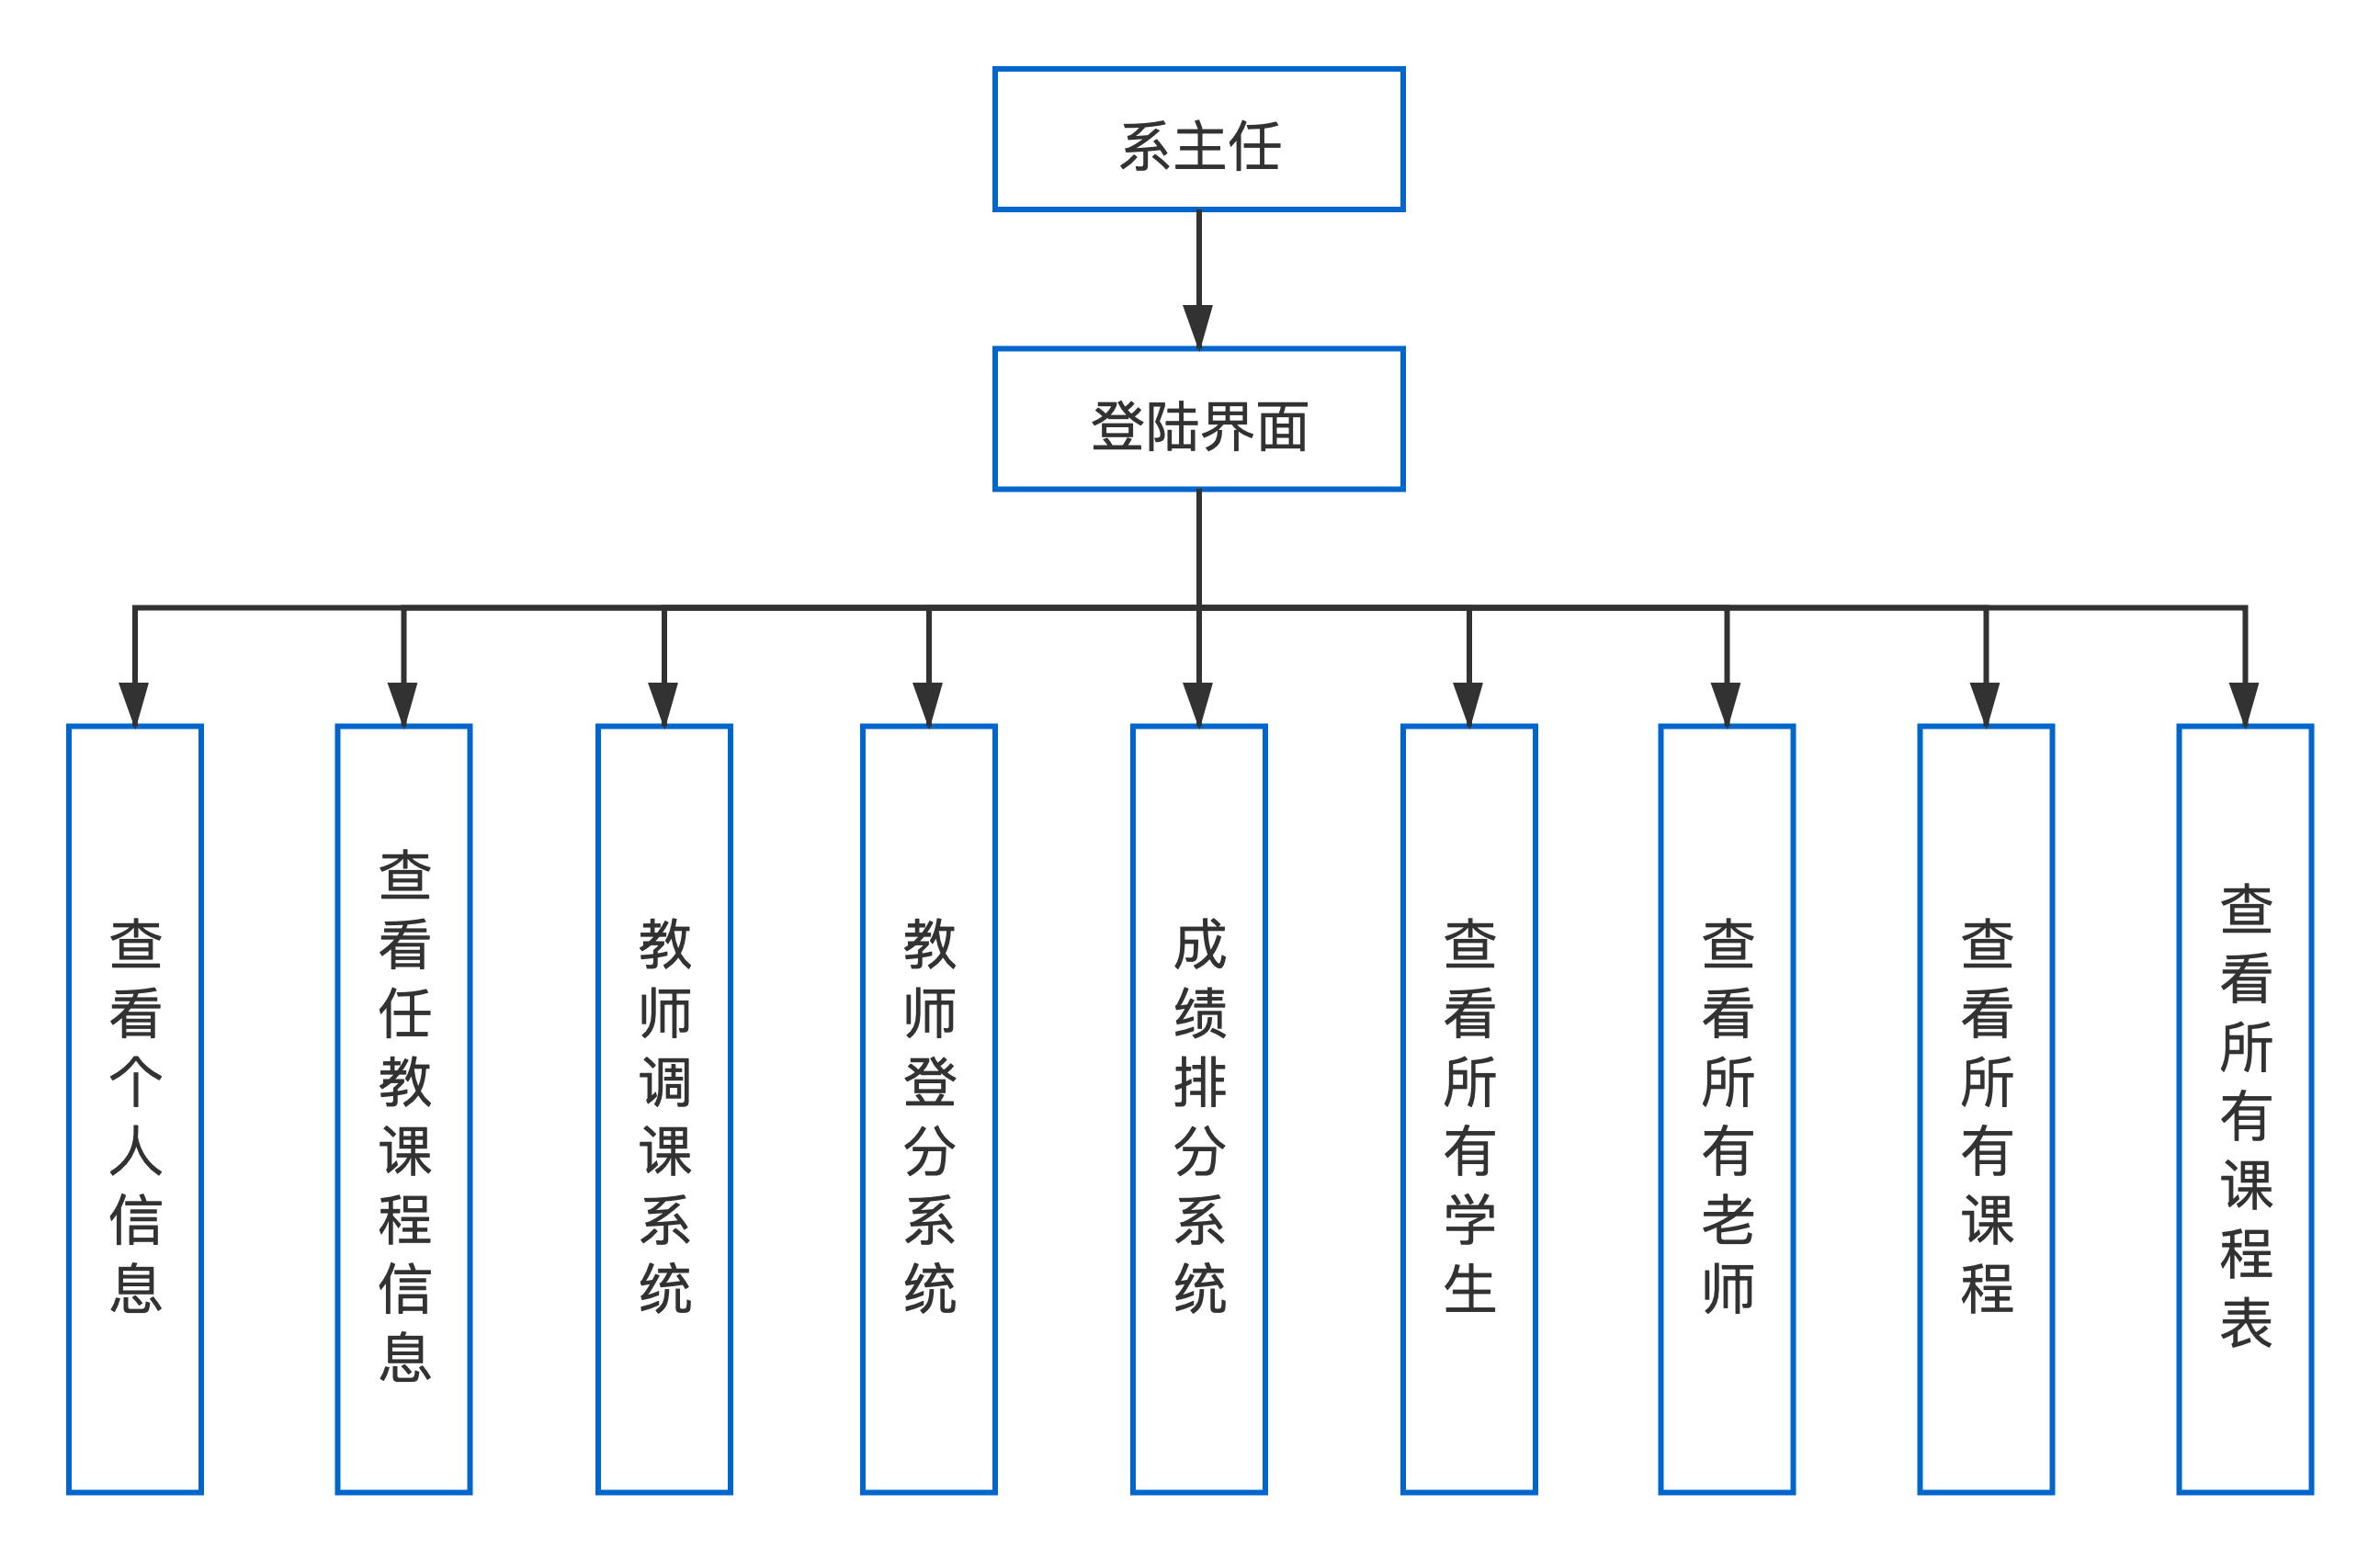 系主任
登陆界面
查看个人信息
查看任教课程信息
教师调课系统
教师登分系统
成绩排分系统
查看所有学生
查看所有老师
查看所有课程
查看所有课程表